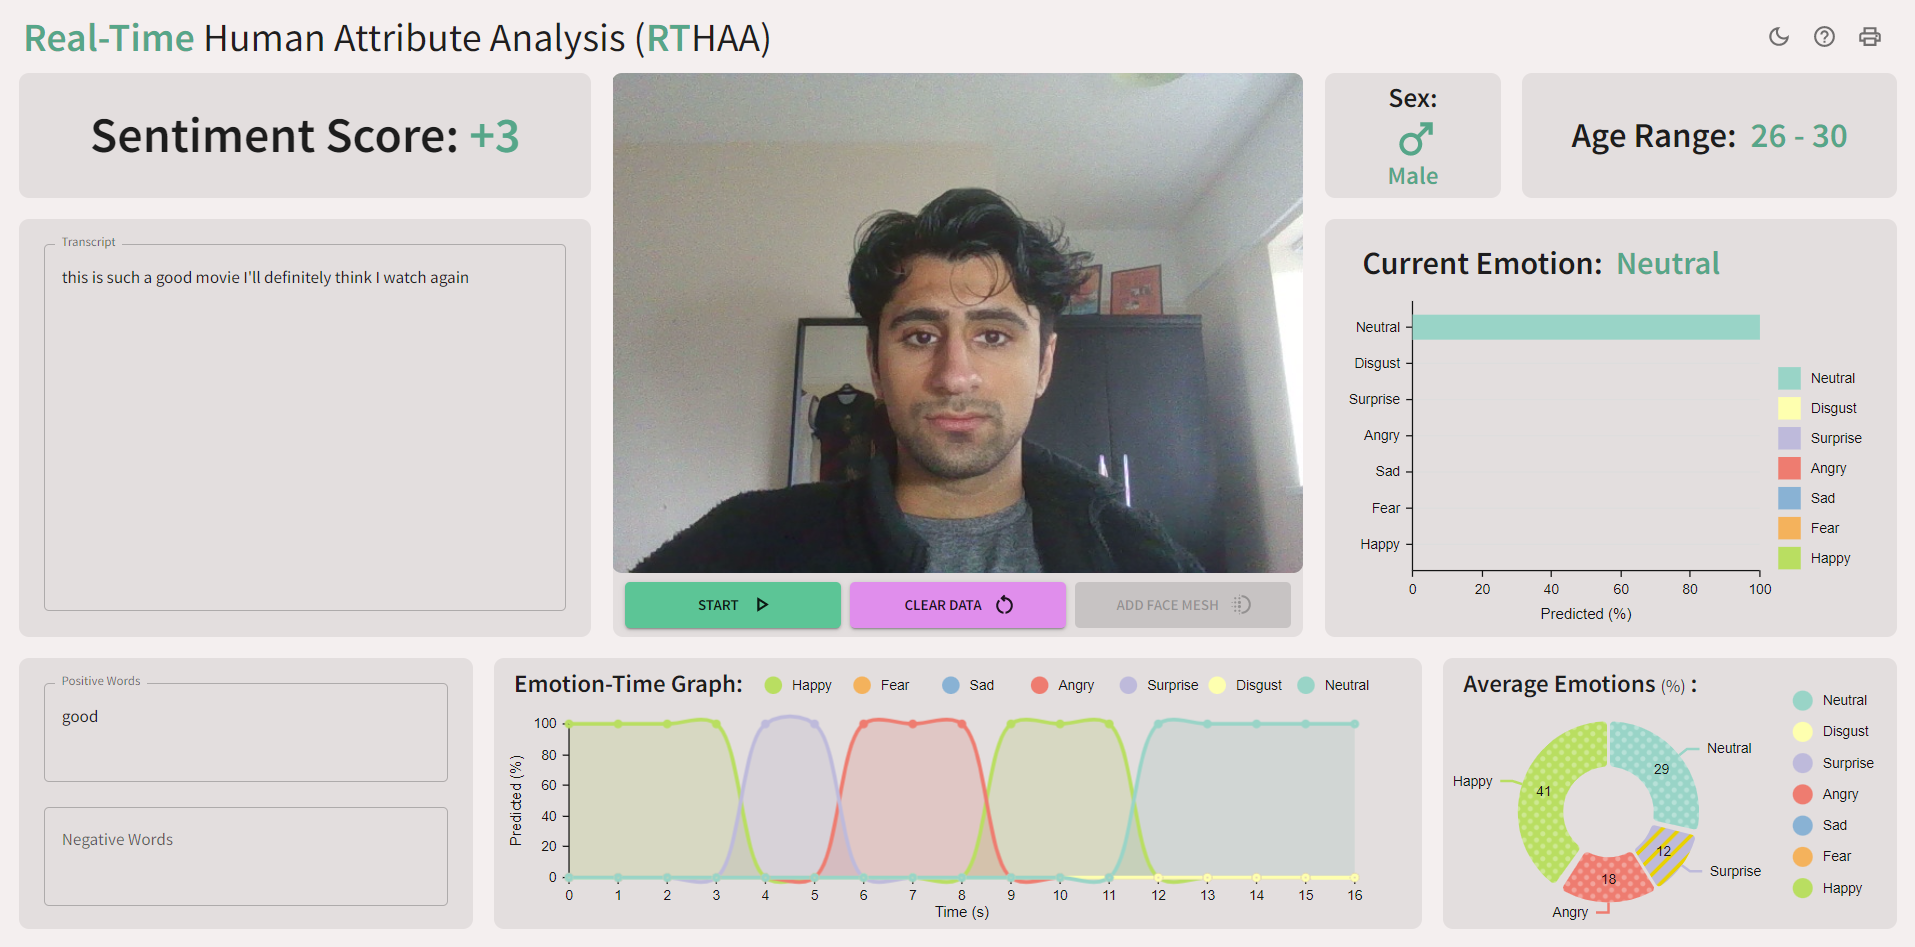 Real-Time Human Attribute Analysis (RTHAA)
Sentiment Score: +3
Transcript
this is such a good movie I'll definitely think I watch again
START
CLEAR DATA
ADD FACE MESH
Sex:
Male
Age Range: 26 - 30
Current Emotion: Neutral
Neutral
Disgust
Surprise
Angry
Sad
Fear
Happy
0 20 40 60 80 100
Predicted (%)
Neutral
Disgust
Surprise
Angry
Sad
Fear
Happy
Positive Words
good
Negative Words
Emotion-Time Graph: Happy Fear Sad Angry Surprise Disgust Neutral
Predicted (%)
100
80
60
40
20
0
0 1 2 3 4 5 6 7 8 9 10 11 12 13 14 15 16
Time (s)
Average Emotions (%) :
Neutral
29
Happy
41
12
Surprise
18
Angry
Neutral
Disgust
Surprise
Angry
Sad
Fear
Happy